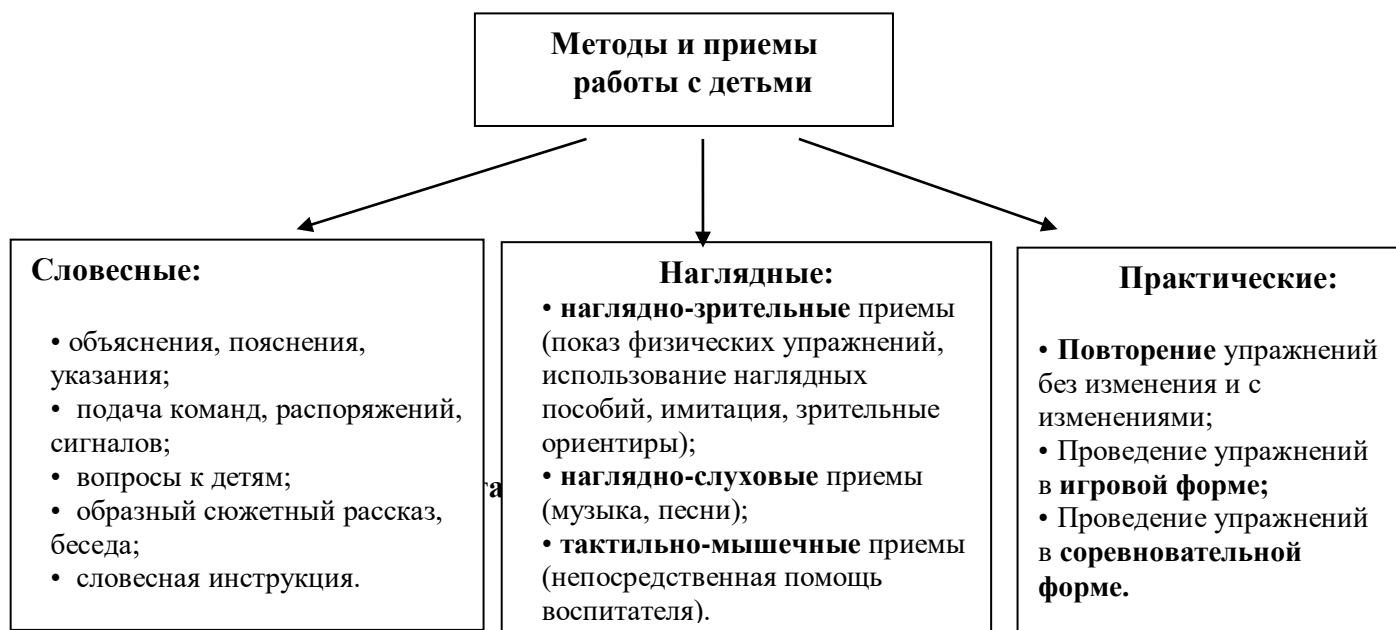 Методы и приемы
работы с детьми
Словесные:
• объяснения, пояснения,
указания;
• подача команд, распоряжений,
сигналов;
• вопросы к детям;
• образный сюжетный рассказ,
беседа;
• словесная инструкция.
Наглядные:
• наглядно-зрительные приемы
(показ физических упражнений,
использование наглядных
пособий, имитация, зрительные
ориентиры);
• наглядно-слуховые приемы
(музыка, песни);
• тактильно-мышечные приемы
(непосредственная помощь
воспитателя).
Практические:
• Повторение упражнений
без изменения и с
изменениями;
• Проведение упражнений
в игровой форме;
• Проведение упражнений
в соревновательной
форме.